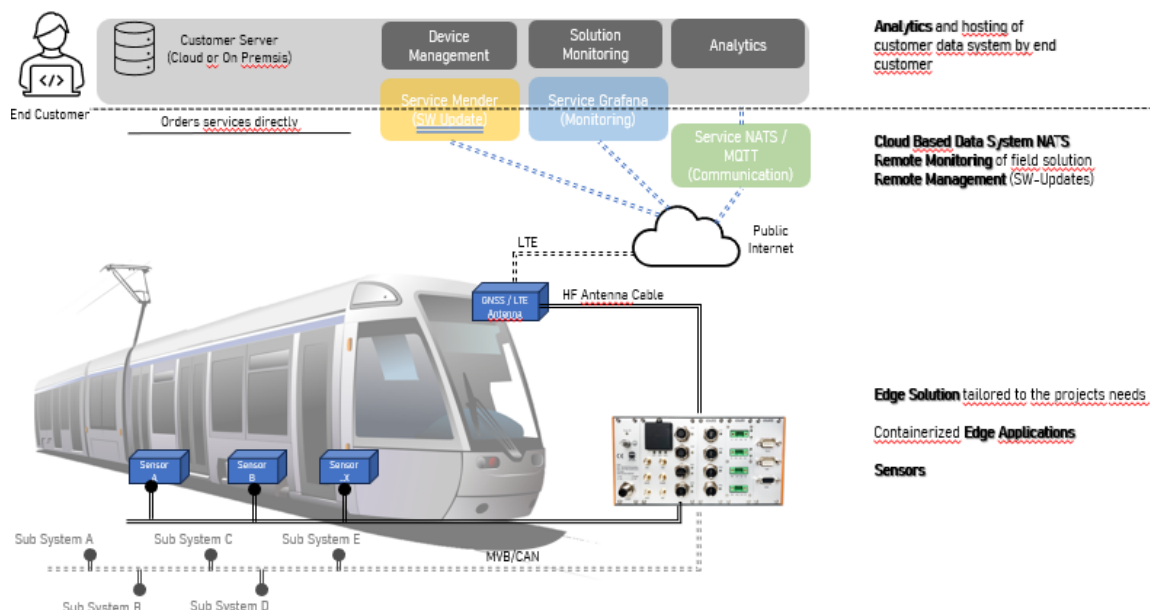 Customer Server
(Cloud or On Premsis)
Device
Management
Solution
Monitoring
Analytics
Analytics and hosting of
customer data system by end
customer
End Customer
Orders services directly
Service Mender
(SW Update)
Service Grafana
(Monitoring)
Service NATS /
MQTT
(Communication)
Cloud Based Data System NATS
Remote Monitoring of field solution
Remote Management (SW-Updates)
Public
Internet
LTE
GNSS / LTE
Antenna
HF Antenna Cable
Edge Solution tailored to the projects needs
Containerized Edge Applications
Sensors
Sensor
A
Sensor
B
Sensor
X
Sub System A
Sub System C
Sub System E
MVB/CAN
Sub System B
Sub System D